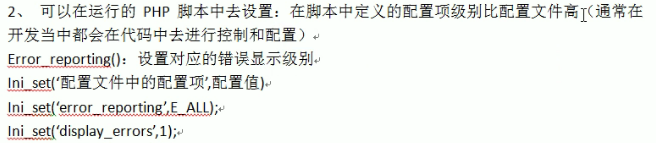 2、 可以在运行的 PHP 脚本中去设置：在脚本中定义的配置项级别比配置文件高（通常在
开发当中都会在代码中去进行控制和配置）
Error_reporting()：设置对应的错误显示级别
Ini_set(‘配置文件中的配置项’,配置值)
Ini_set(‘error_reporting’,E_ALL);
Ini_set(‘display_errors’,1);